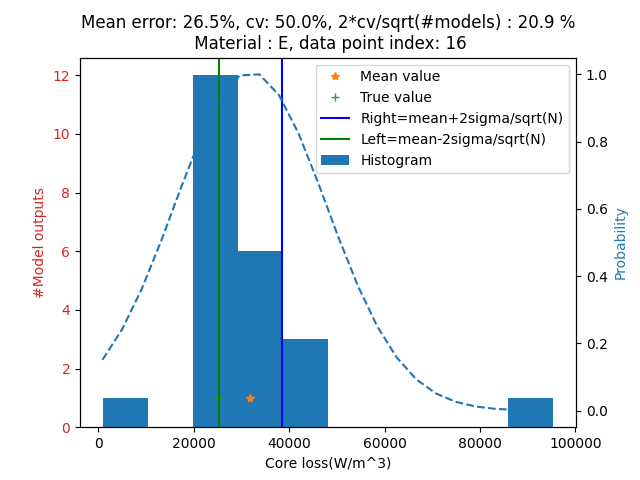 Mean error: 26.5%, cv: 50.0%, 2*cv/sqrt(#models) : 20.9 %
Material : E, data point index: 16
Mean value
True value
Right=mean+2sigma/sqrt(N)
Left=mean-2sigma/sqrt(N)
Histogram
#Model outputs
12
10
8
6
4
2
0
1.0
0.8
0.6
0.4
0.2
0.0
Probability
0
20000
40000
60000
80000
100000
Core loss(W/m^3)